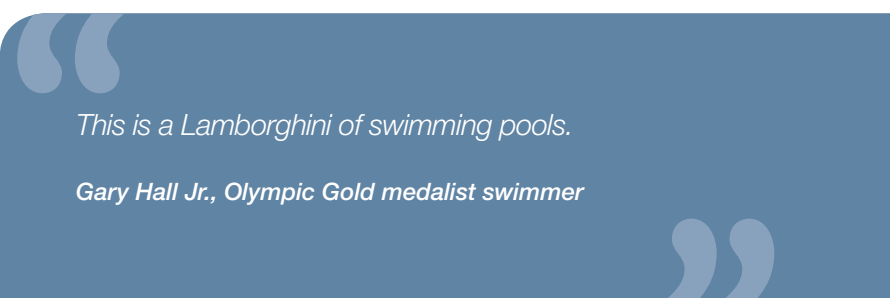 This is a Lamborghini of swimming pools.
Gary Hall Jr., Olympic Gold medalist swimmer